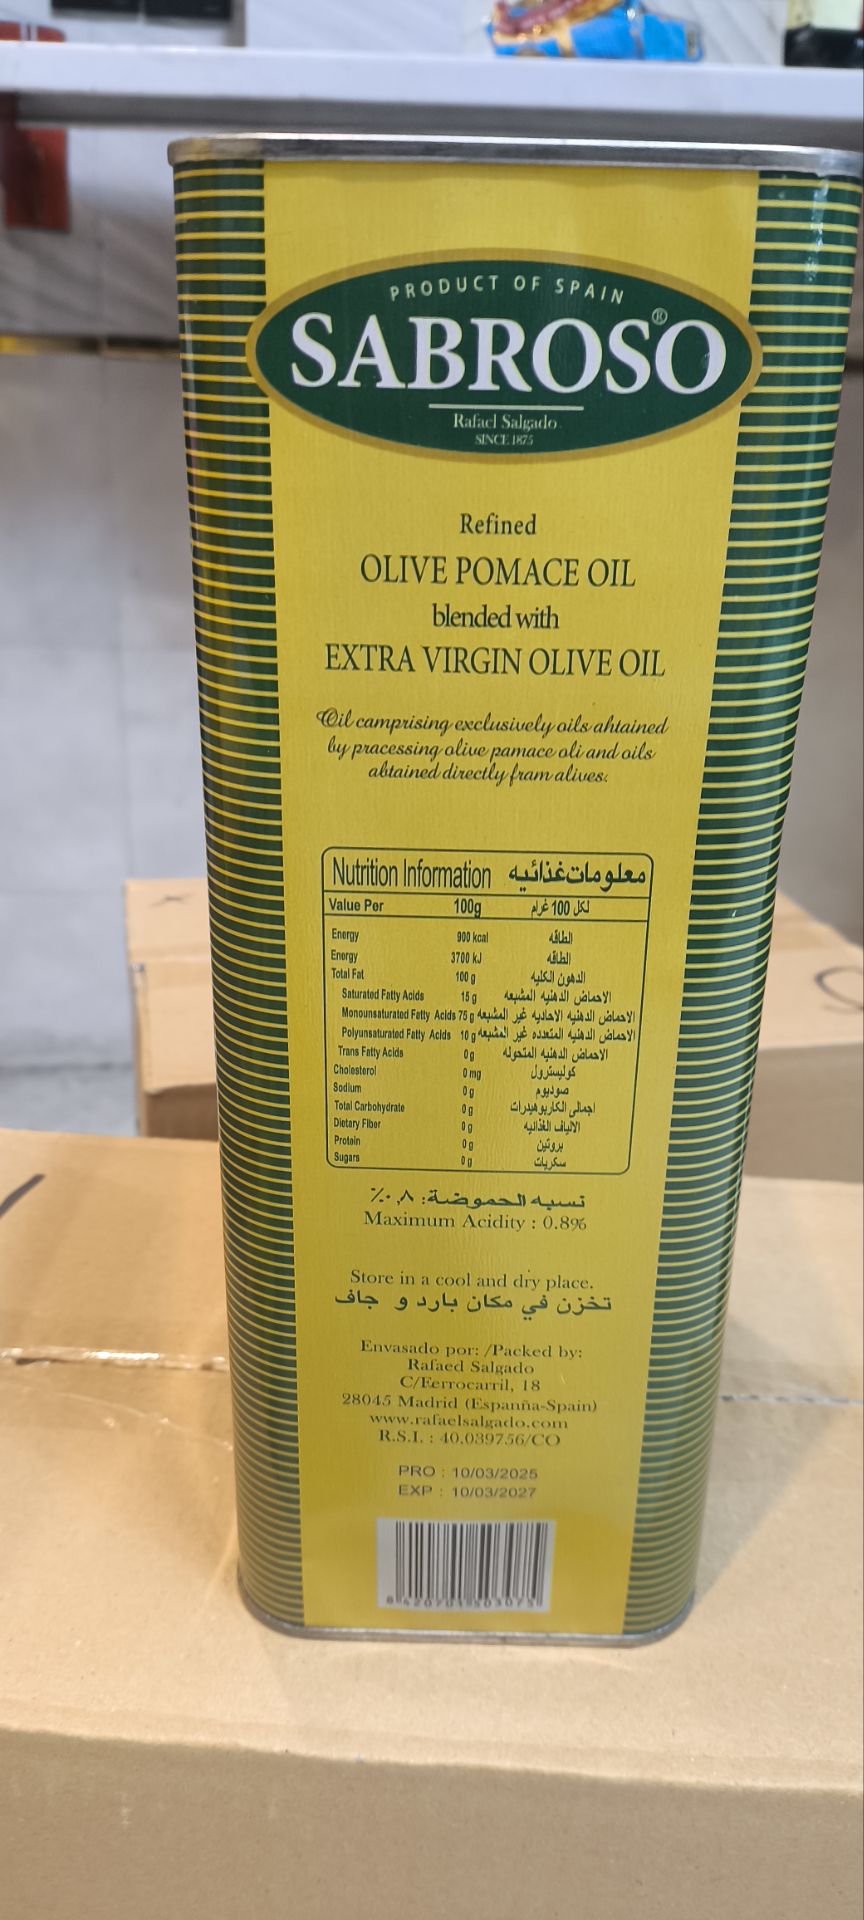 PRODUCT OF SPAIN
SABROSO®
Rafael Salgado
SINCE 1875
Refined
OLIVE POMACE OIL
blended with
EXTRA VIRGIN OLIVE OIL
Oil camprising exclusively oils ahtained
by pracessing olive pamace oli and oils
abtained directly fram alives.
Nutrition Information معلومات غذائيه
Value Per 100g لكل 100 غرام
Energy 900 kcal الطاقه
Energy 3700 kJ الطاقه
Total Fat 100 g الدهون الكليه
Saturated Fatty Acids 15 g الاحماض الدهنيه المشبعه
Monounsaturated Fatty Acids 75 g الاحماض الدهنيه الاحاديه غير المشبعه
Polyunsaturated Fatty Acids 10 g الاحماض الدهنيه المتعدده غير المشبعه
Trans Fatty Acids 0 g الاحماض الدهنيه المتحوله
Cholesterol 0 mg كوليسترول
Sodium 0 g صوديوم
Total Carbohydrate 0 g اجمالى الكاربوهيدرات
Dietary Fiber 0 g الالياف الغذائيه
Protein 0 g بروتين
Sugars 0 g سكريات
نسبه الحموضة: ٠,٨٪
Maximum Acidity : 0.8%
Store in a cool and dry place.
تخزن في مكان بارد و جاف
Envasado por: /Packed by:
Rafaed Salgado
C/Eerrocarril, 18
28045 Madrid (Espanña-Spain)
www.rafaelsalgado.com
R.S.I. : 40.039756/CO
PRO : 10/03/2025
EXP : 10/03/2027